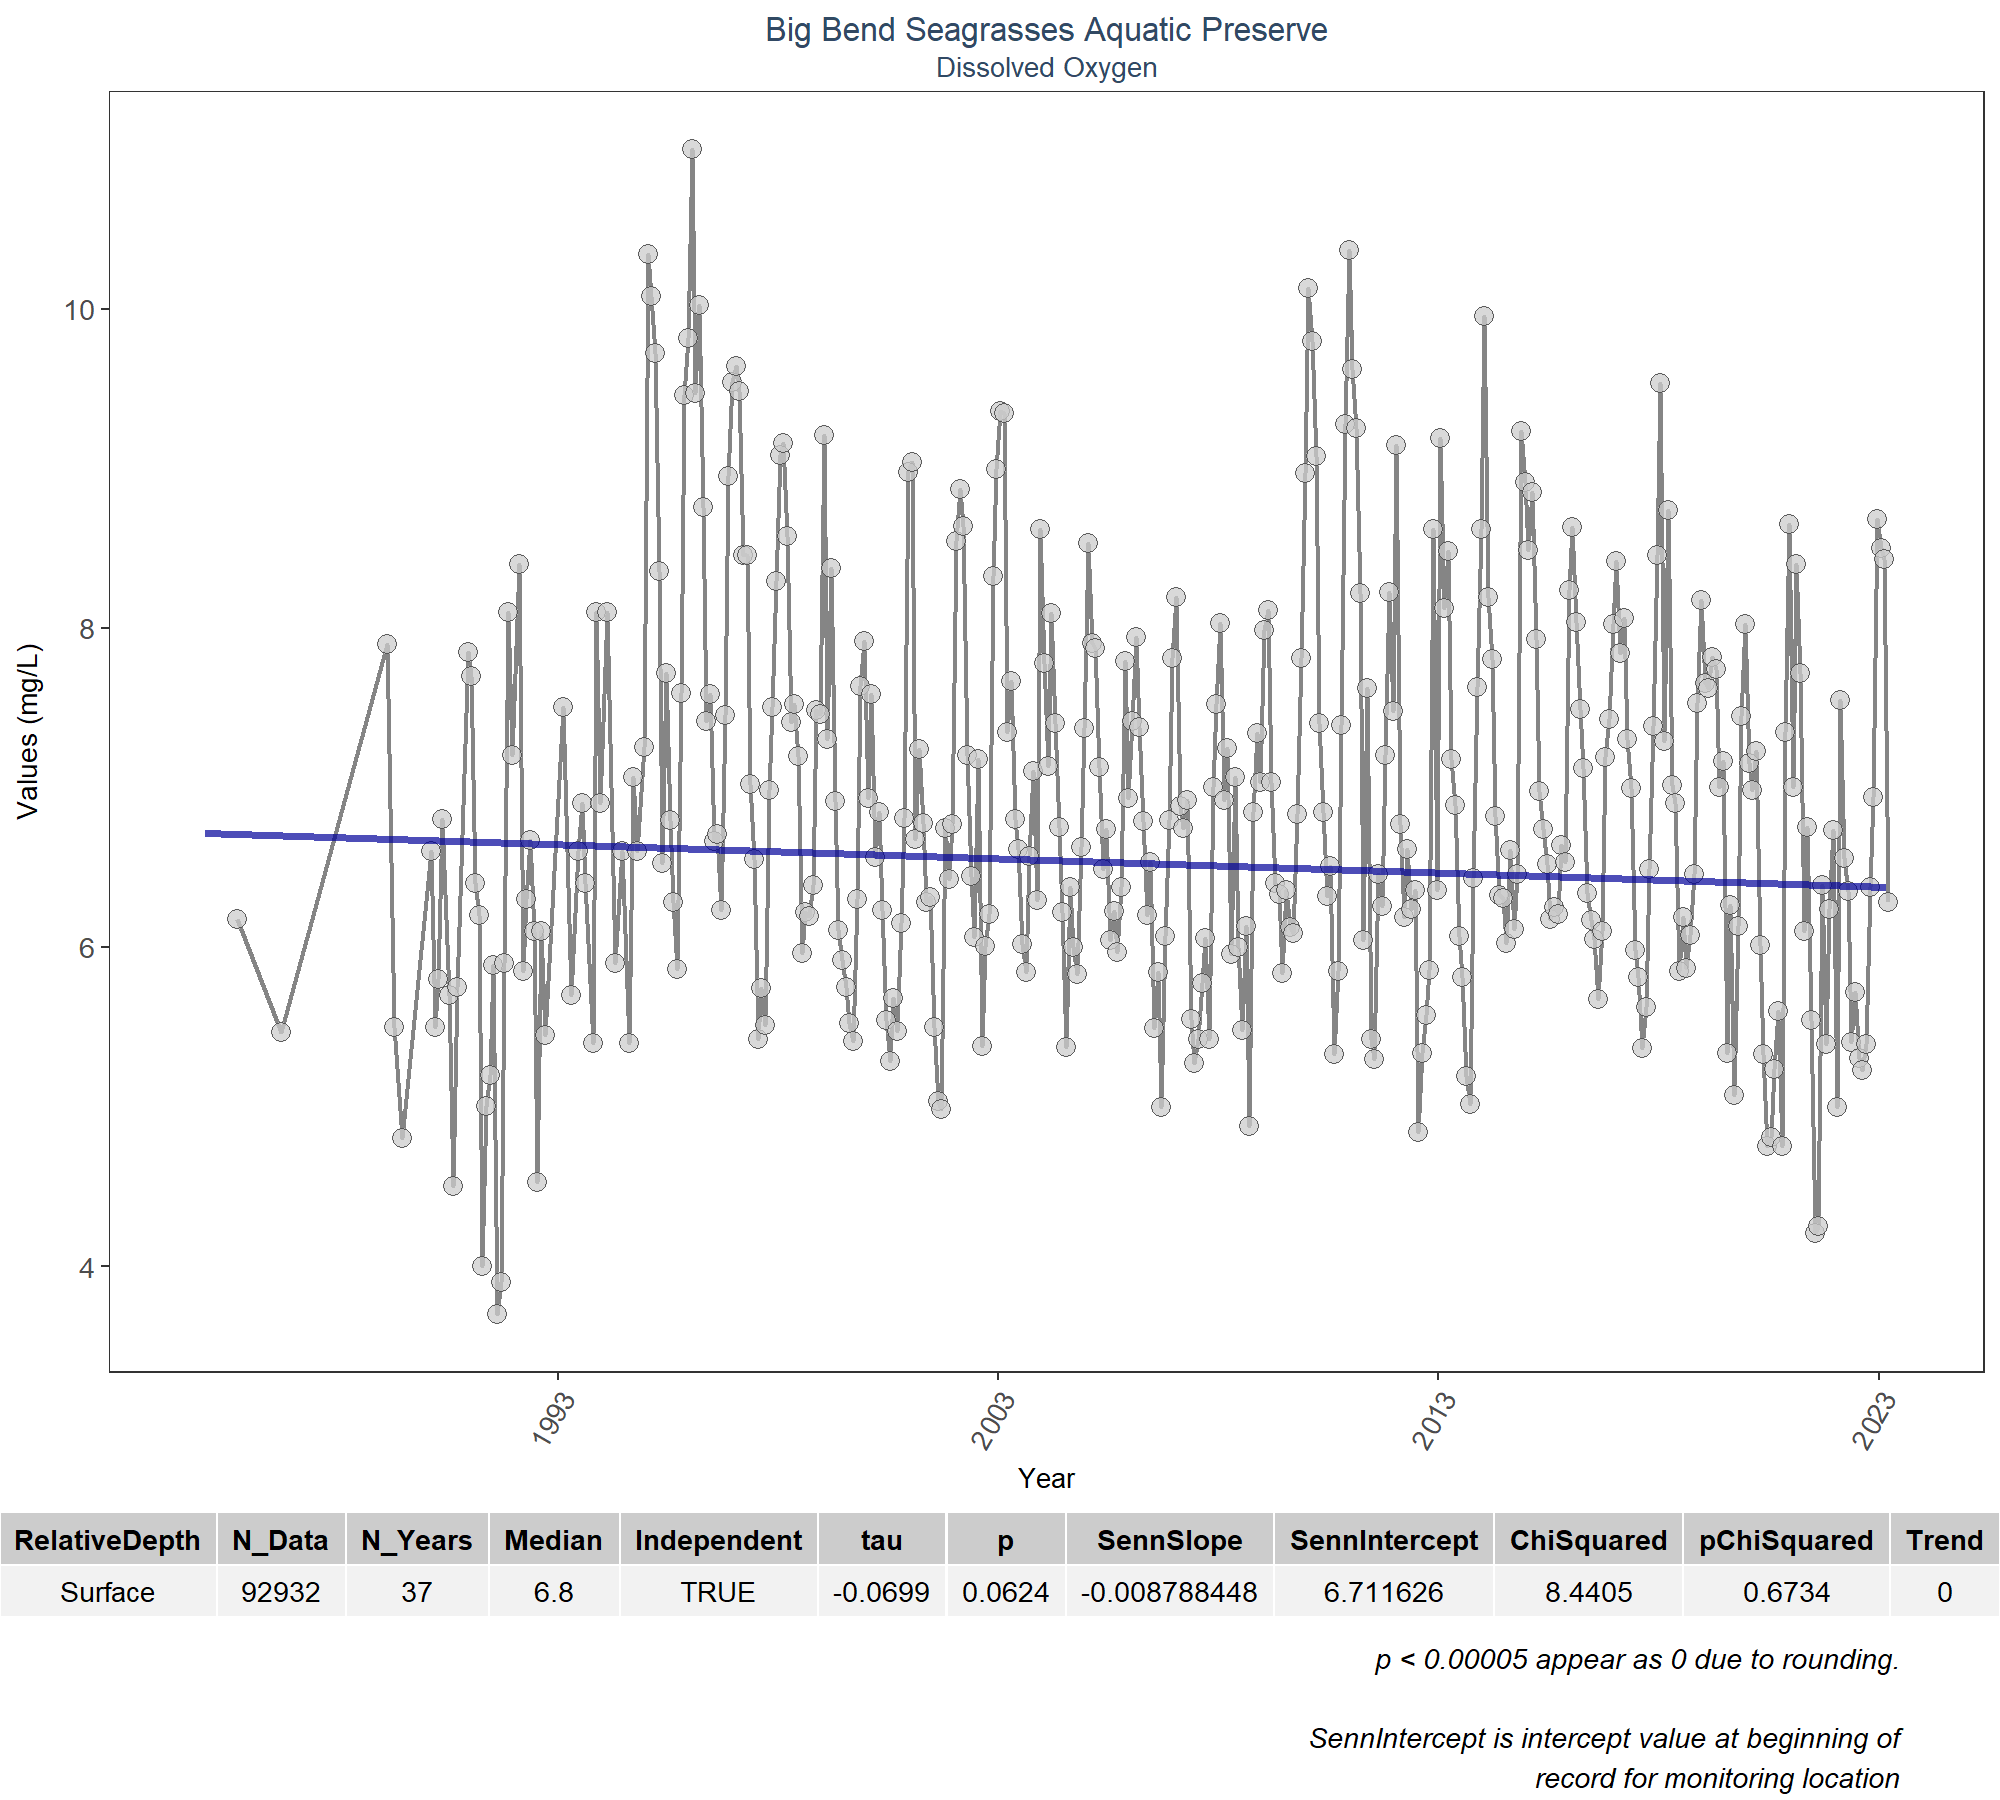 Big Bend Seagrasses Aquatic Preserve
Dissolved Oxygen
Values (mg/L)
10
8
6
4
1993
2003
2013
2023
Year
RelativeDepth N_Data N_Years Median Independent tau p SennSlope SennIntercept ChiSquared pChiSquared Trend
Surface 92932 37 6.8 TRUE -0.0699 0.0624 -0.008788448 6.711626 8.4405 0.6734 0
p < 0.00005 appear as 0 due to rounding.
SennIntercept is intercept value at beginning of
record for monitoring location